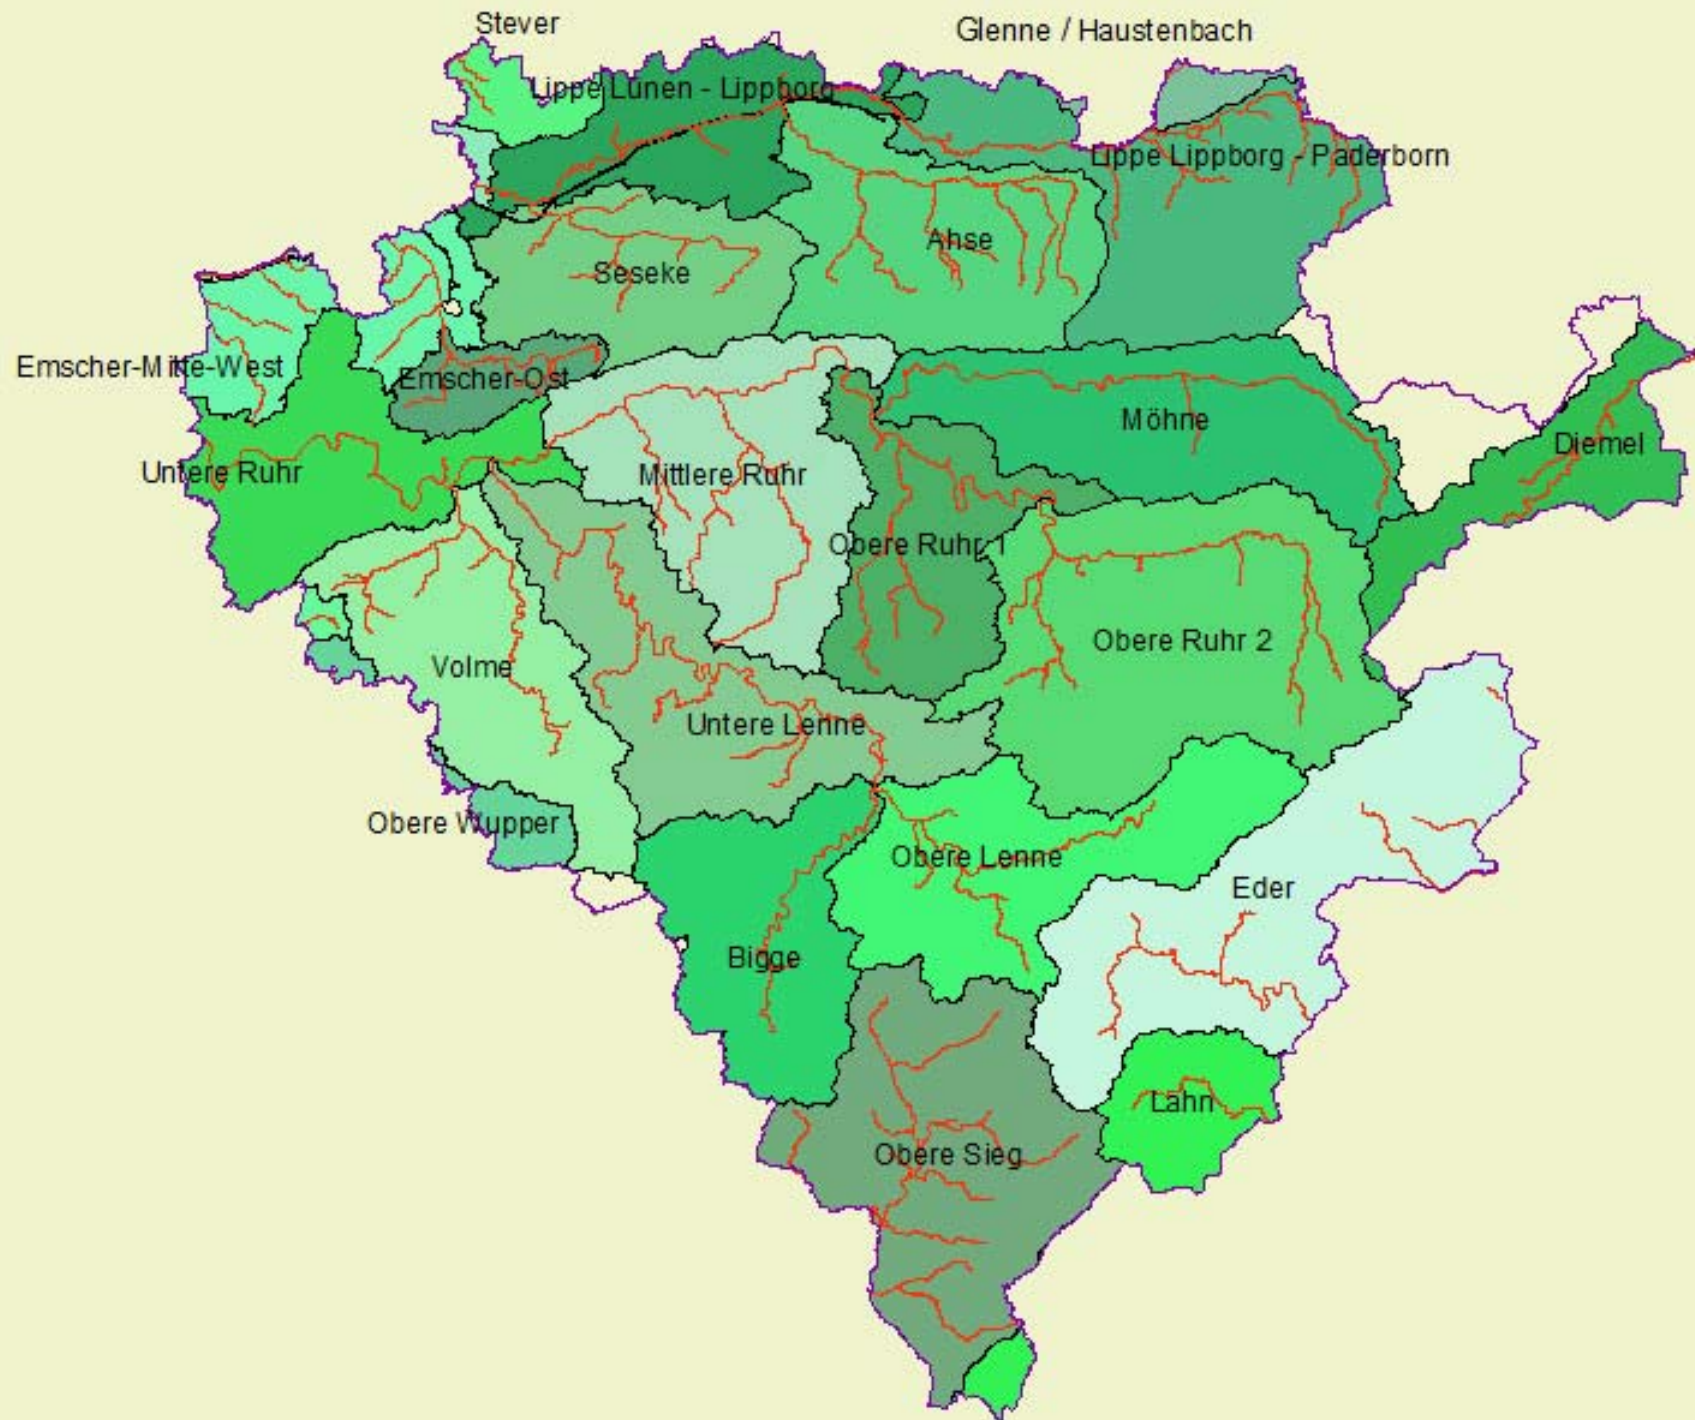 Stever
Glenne / Haustenbach
Lippe Lünen - Lippborg
Lippe Lippborg - Paderborn
Ahse
Seseke
Emscher-Mitte-West
Emscher-Ost
Möhne
Diemel
Untere Ruhr
Mittlere Ruhr
Obere Ruhr 1
Obere Ruhr 2
Volme
Untere Lenne
Obere Wupper
Obere Lenne
Eder
Bigge
Lahn
Obere Sieg